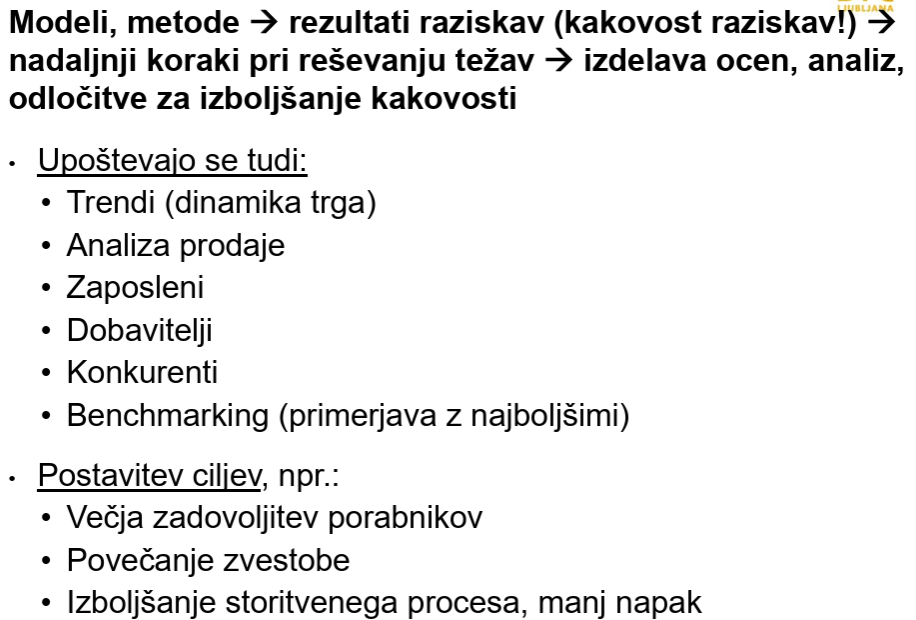 LJUBLJANA
Modeli, metode → rezultati raziskav (kakovost raziskav!) →
nadaljnji koraki pri reševanju težav → izdelava ocen, analiz,
odločitve za izboljšanje kakovosti
• Upoštevajo se tudi:
• Trendi (dinamika trga)
• Analiza prodaje
• Zaposleni
• Dobavitelji
• Konkurenti
• Benchmarking (primerjava z najboljšimi)
• Postavitev ciljev, npr.:
• Večja zadovoljitev porabnikov
• Povečanje zvestobe
• Izboljšanje storitvenega procesa, manj napak